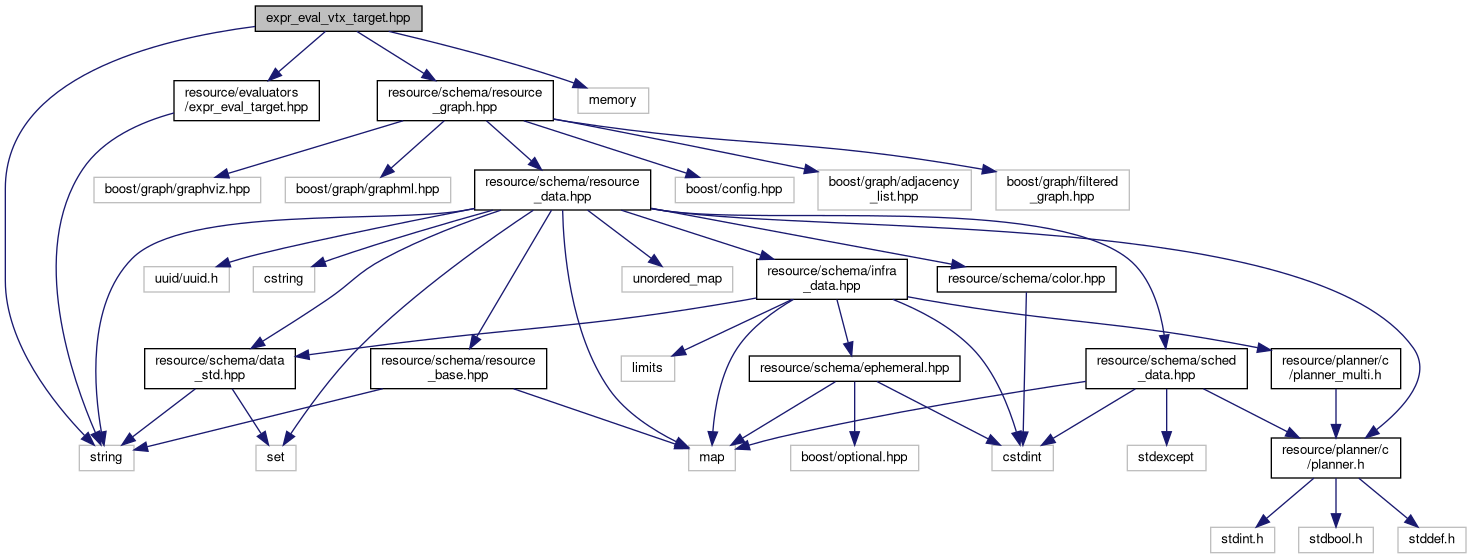 expr_eval_vtx_target.hpp
resource/evaluators
/expr_eval_target.hpp
resource/schema/resource
_graph.hpp
memory
boost/graph/graphviz.hpp
boost/graph/graphml.hpp
resource/schema/resource
_data.hpp
boost/config.hpp
boost/graph/adjacency
_list.hpp
boost/graph/filtered
_graph.hpp
uuid/uuid.h
cstring
unordered_map
resource/schema/infra
_data.hpp
resource/schema/color.hpp
resource/schema/data
_std.hpp
resource/schema/resource
_base.hpp
limits
resource/schema/ephemeral.hpp
resource/schema/sched
_data.hpp
resource/planner/c
/planner_multi.h
string
set
map
boost/optional.hpp
cstdint
stdexcept
resource/planner/c
/planner.h
stdint.h
stdbool.h
stddef.h